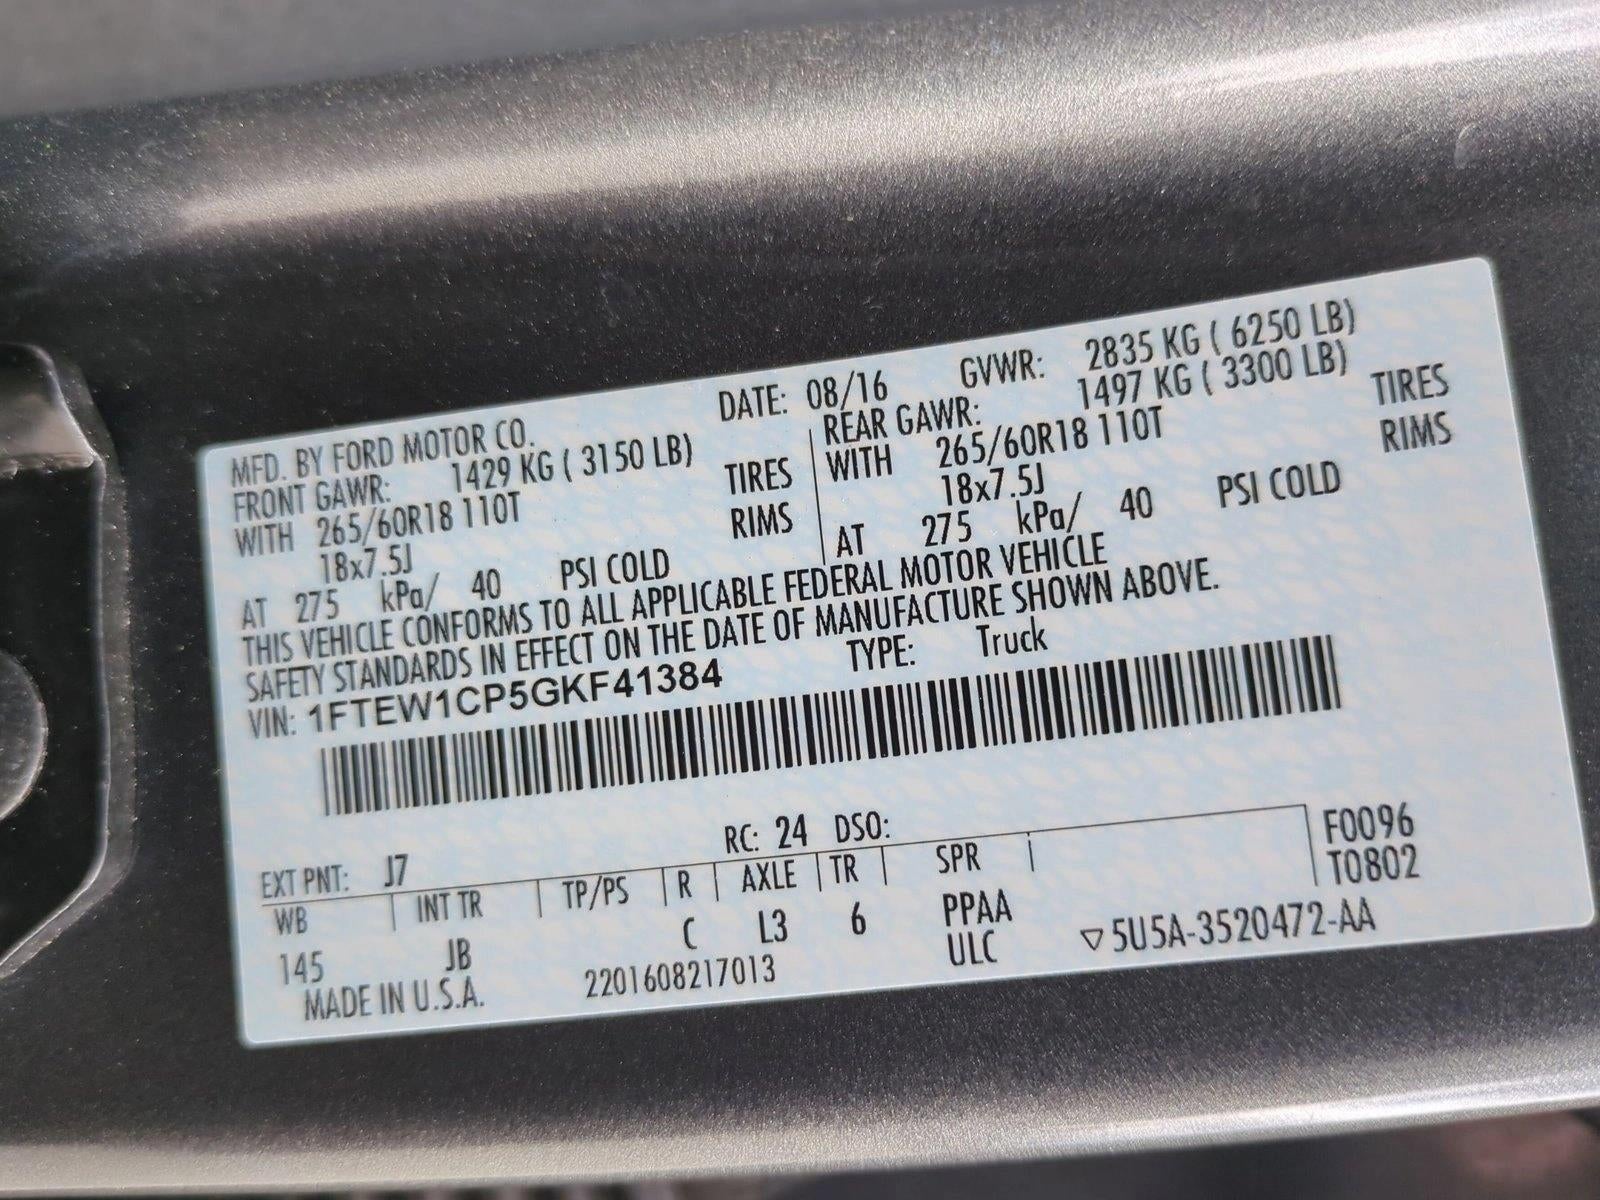 MFD. BY FORD MOTOR CO. DATE: 08/16 GVWR: 2835 KG ( 6250 LB)
FRONT GAWR: 1429 KG ( 3150 LB) REAR GAWR: 1497 KG ( 3300 LB)
WITH 265/60R18 110T TIRES WITH 265/60R18 110T TIRES
18x7.5J RIMS 18x7.5J RIMS
AT 275 kPa/ 40 PSI COLD AT 275 kPa/ 40 PSI COLD
THIS VEHICLE CONFORMS TO ALL APPLICABLE FEDERAL MOTOR VEHICLE
SAFETY STANDARDS IN EFFECT ON THE DATE OF MANUFACTURE SHOWN ABOVE.
VIN: 1FTEW1CP5GKF41384 TYPE: Truck
EXT PNT: J7 RC: 24 DSO: F0096
WB INT TR TP/PS R AXLE TR SPR T0802
145 JB C L3 6 PPAA
ULC
MADE IN U.S.A. 2201608217013 ▽5U5A-3520472-AA